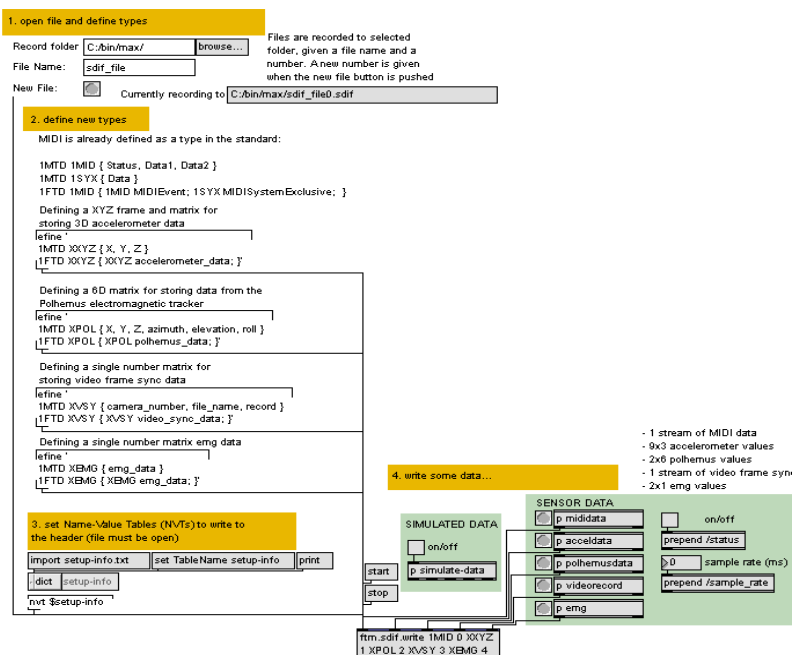 1. open file and define types
Record folder C:/bin/max/ browse...
File Name: sdif_file
New File:
Files are recorded to selected
folder, given a file name and a
number. A new number is given
when the new file button is pushed
Currently recording to C:/bin/max/sdif_file0.sdif
2. define new types
MIDI is already defined as a type in the standard:
1MTD 1MID { Status, Data1, Data2 }
1MTD 1SYX { Data }
1FTD 1MID { 1MID MIDIEvent; 1SYX MIDISystemExclusive; }
Defining a XYZ frame and matrix for
storing 3D accelerometer data
efine '
1MTD XXYZ { X, Y, Z }
1FTD XXYZ { XXYZ accelerometer_data; }'
Defining a 6D matrix for storing data from the
Polhemus electromagnetic tracker
efine '
1MTD XPOL { X, Y, Z, azimuth, elevation, roll }
1FTD XPOL { XPOL polhemus_data; }'
Defining a single number matrix for
storing video frame sync data
efine '
1MTD XVSY { camera_number, file_name, record }
1FTD XVSY { XVSY video_sync_data; }'
Defining a single number matrix emg data
efine '
1MTD XEMG { emg_data }
1FTD XEMG { XEMG emg_data; }'
3. set Name-Value Tables (NVTs) to write to
the header (file must be open)
import setup-info.txt set TableName setup-info print
dict setup-info
nvt $setup-info
4. write some data...
- 1 stream of MIDI data
- 9x3 accelerometer values
- 2x6 polhemus values
- 1 stream of video frame sync
- 2x1 emg values
SIMULATED DATA
on/off
p simulate-data
start
stop
SENSOR DATA
p mididata
p acceldata
p polhemusdata
p videorecord
p emg
on/off
prepend /status
0 sample rate (ms)
prepend /sample_rate
ftm.sdif.write 1MID 0 XXYZ
1 XPOL 2 XVSY 3 XEMG 4